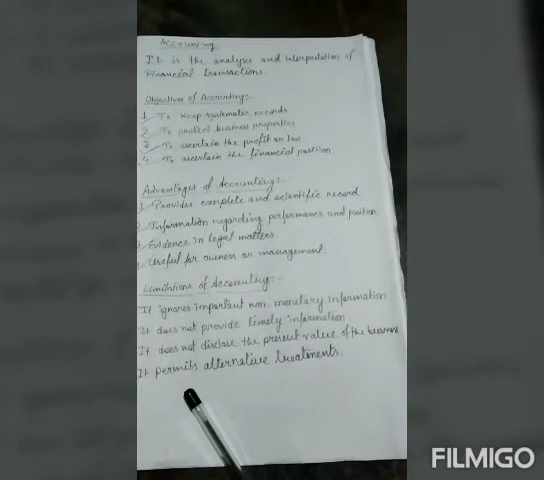 Accounting
It is the analysis and interpretation of
Financial transactions.
Objectives of Accounting:-
1 To keep systematic records
2 To protect business properties
3 To ascertain the profit or loss
4. To ascertain the financial position
Advantages of Accounting:-
1 Provides complete and scientific record
2 Information regarding performance and position
3 Evidence in legal matters.
4 Useful for owners or management.
Limitations of Accounting:-
It ignores important non monetary information
It does not provide timely information
It does not disclose the present value of the business
It permits alternative treatments.
FILMIGO